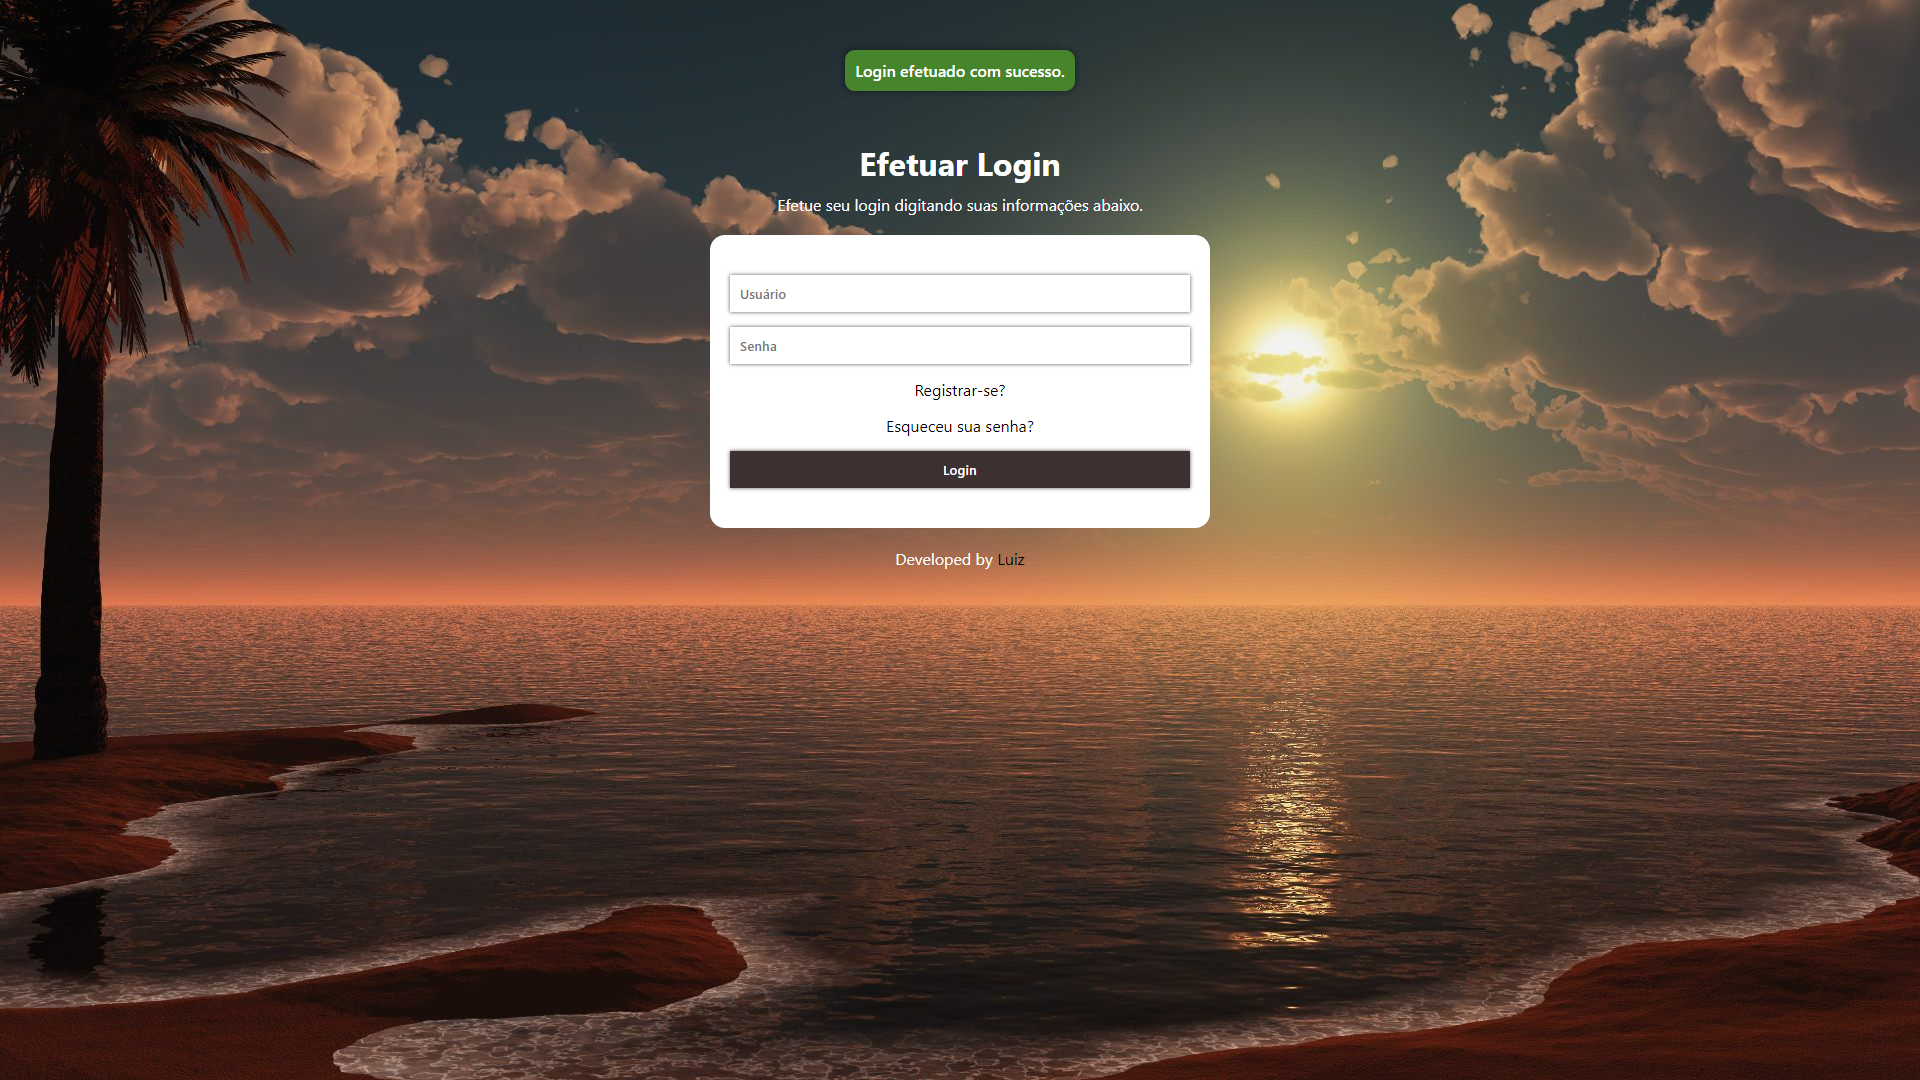 Login efetuado com sucesso.
Efetuar Login
Efetue seu login digitando suas informações abaixo.
Usuário
Senha
Registrar-se?
Esqueceu sua senha?
Login
Developed by Luiz